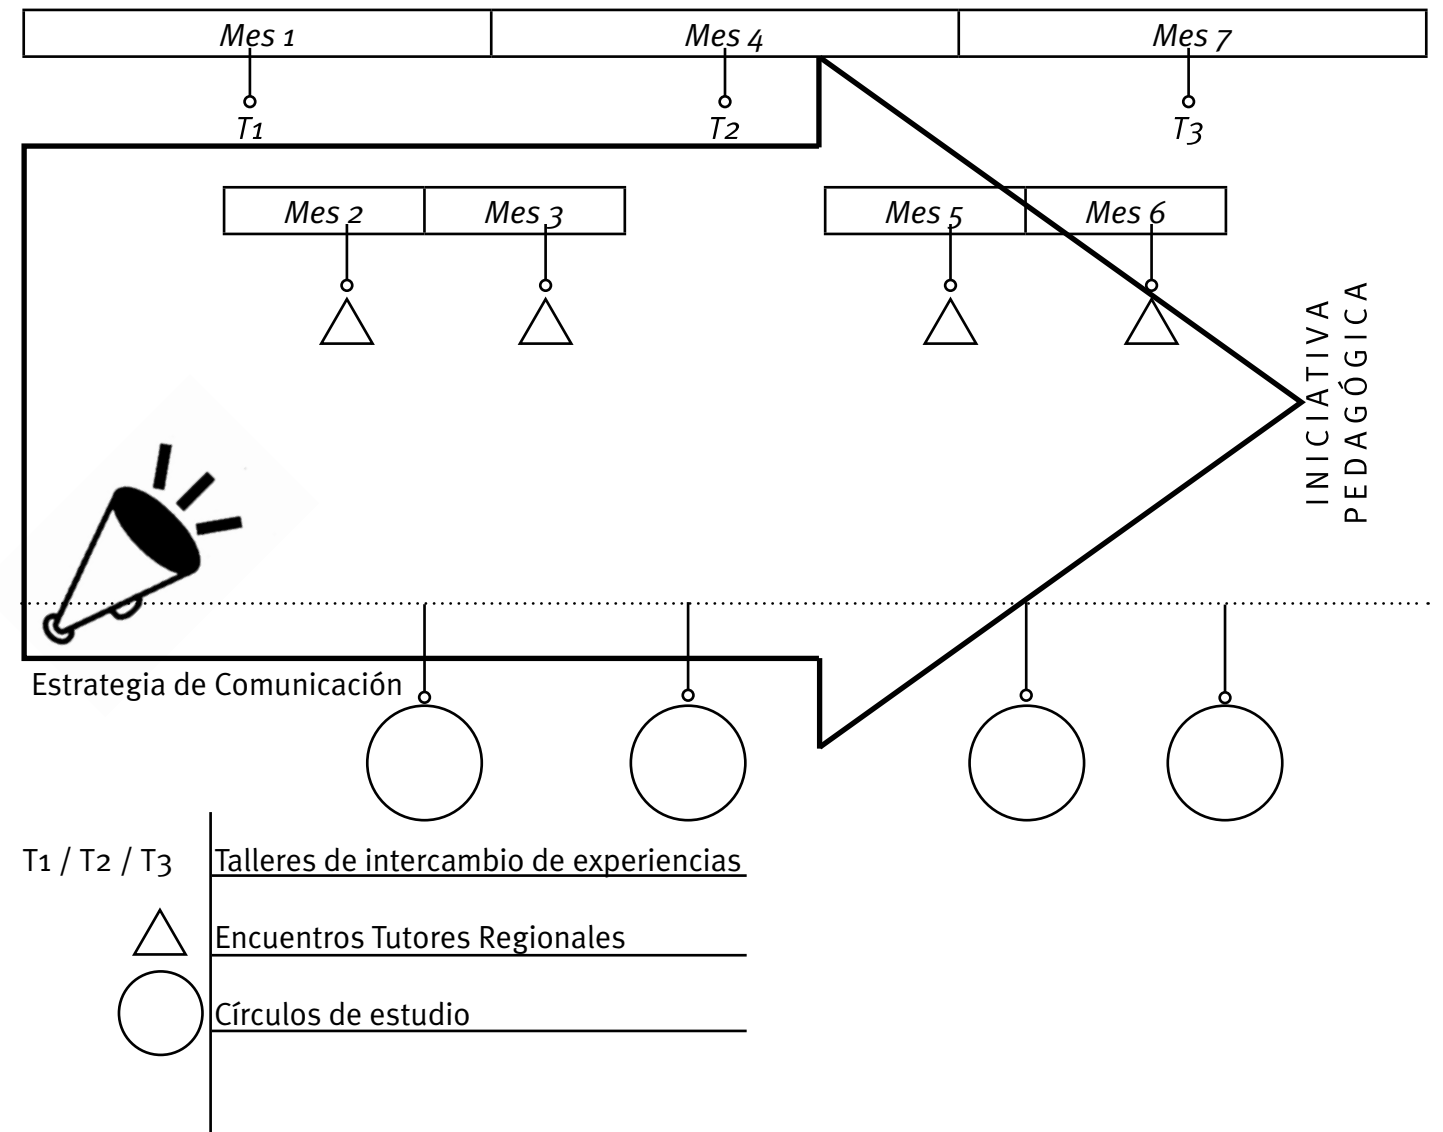 Mes 1
Mes 4
Mes 7
T1
T2
T3
Mes 2
Mes 3
Mes 5
Mes 6
INICIATIVA
PEDAGÓGICA
Estrategia de Comunicación
T1 / T2 / T3
Talleres de intercambio de experiencias
Encuentros Tutores Regionales
Círculos de estudio